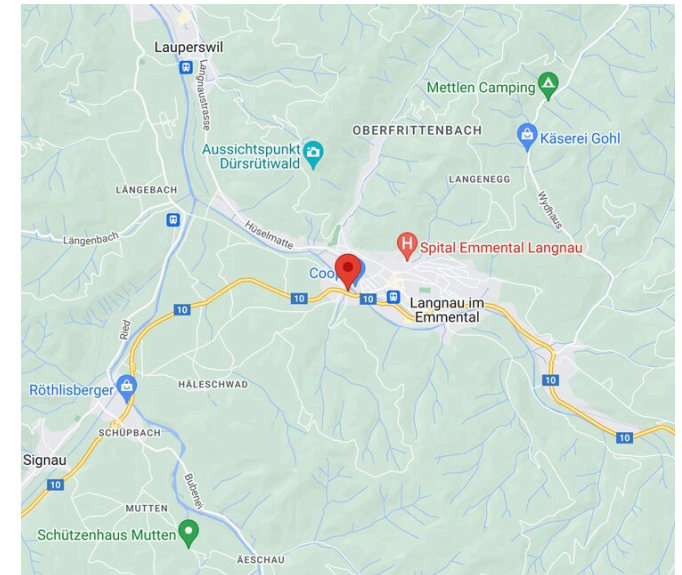 Lauperswil
Langnaustrasse
Mettlen Camping
OBERFRITTENBACH
Käserei Gohl
Aussichtspunkt
Dürsrütiwald
LANGENEGG
LÄNGEBACH
Wydhaus
Längenbach
Hüselmatte
H
Spital Emmental Langnau
Coop
10
10
10
Langnau im
Emmental
Ried
10
Röthlisberger
HÄLESCHWAD
SCHÜPBACH
10
Signau
10
Bubenei
MUTTEN
Schützenhaus Mutten
ÄESCHAU